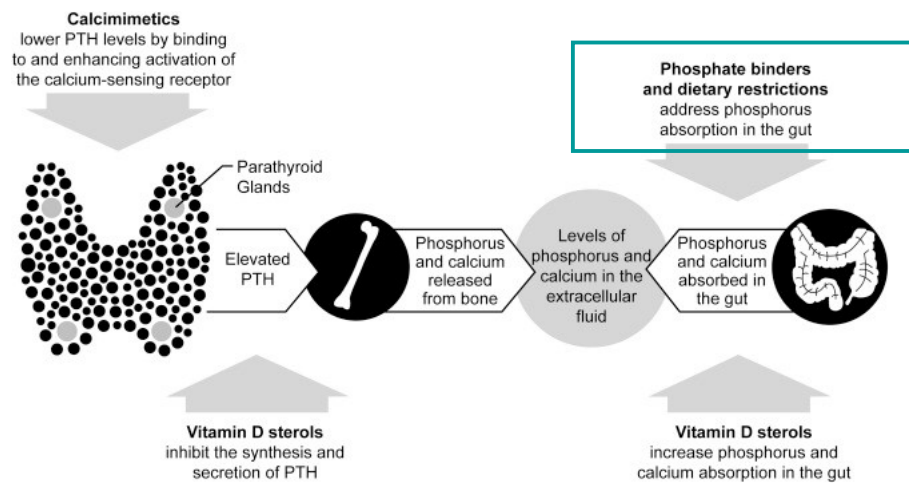 Calcimimetics
lower PTH levels by binding
to and enhancing activation of
the calcium-sensing receptor
Phosphate binders
and dietary restrictions
address phosphorus
absorption in the gut
Parathyroid
Glands
Elevated
PTH
Phosphorus
and calcium
released
from bone
Levels of
phosphorus and
calcium in the
extracellular
fluid
Phosphorus
and calcium
absorbed in
the gut
Vitamin D sterols
inhibit the synthesis and
secretion of PTH
Vitamin D sterols
increase phosphorus and
calcium absorption in the gut